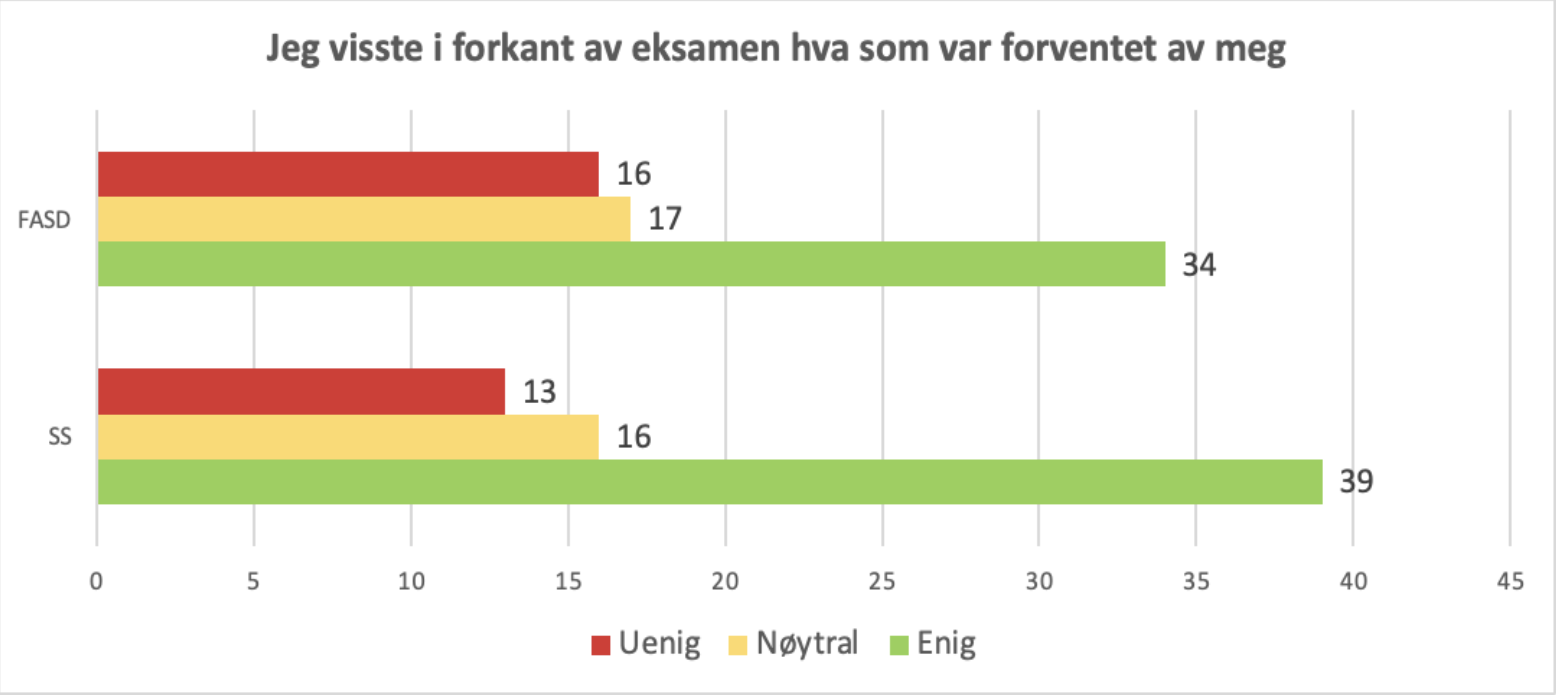 Jeg visste i forkant av eksamen hva som var forventet av meg
16
FASD
17
34
13
SS
16
39
0 5 10 15 20 25 30 35 40 45
Uenig Nøytral Enig